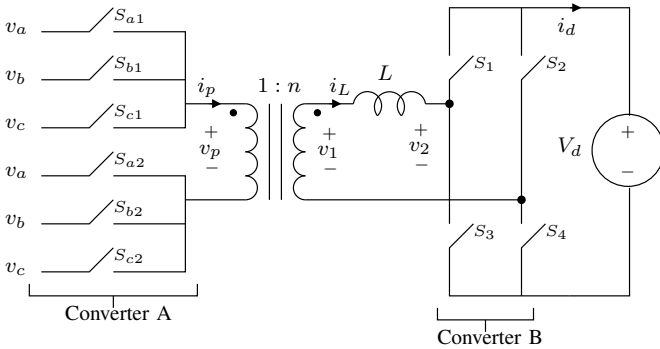 v_a S_{a1}
v_b S_{b1}
v_c S_{c1}
v_a S_{a2}
v_b S_{b2}
v_c S_{c2}
Converter A
i_p 1 : n i_L L
+ v_p −
+ v_1 −
+ v_2 −
S_1 S_2
S_3 S_4
i_d
V_d + −
Converter B